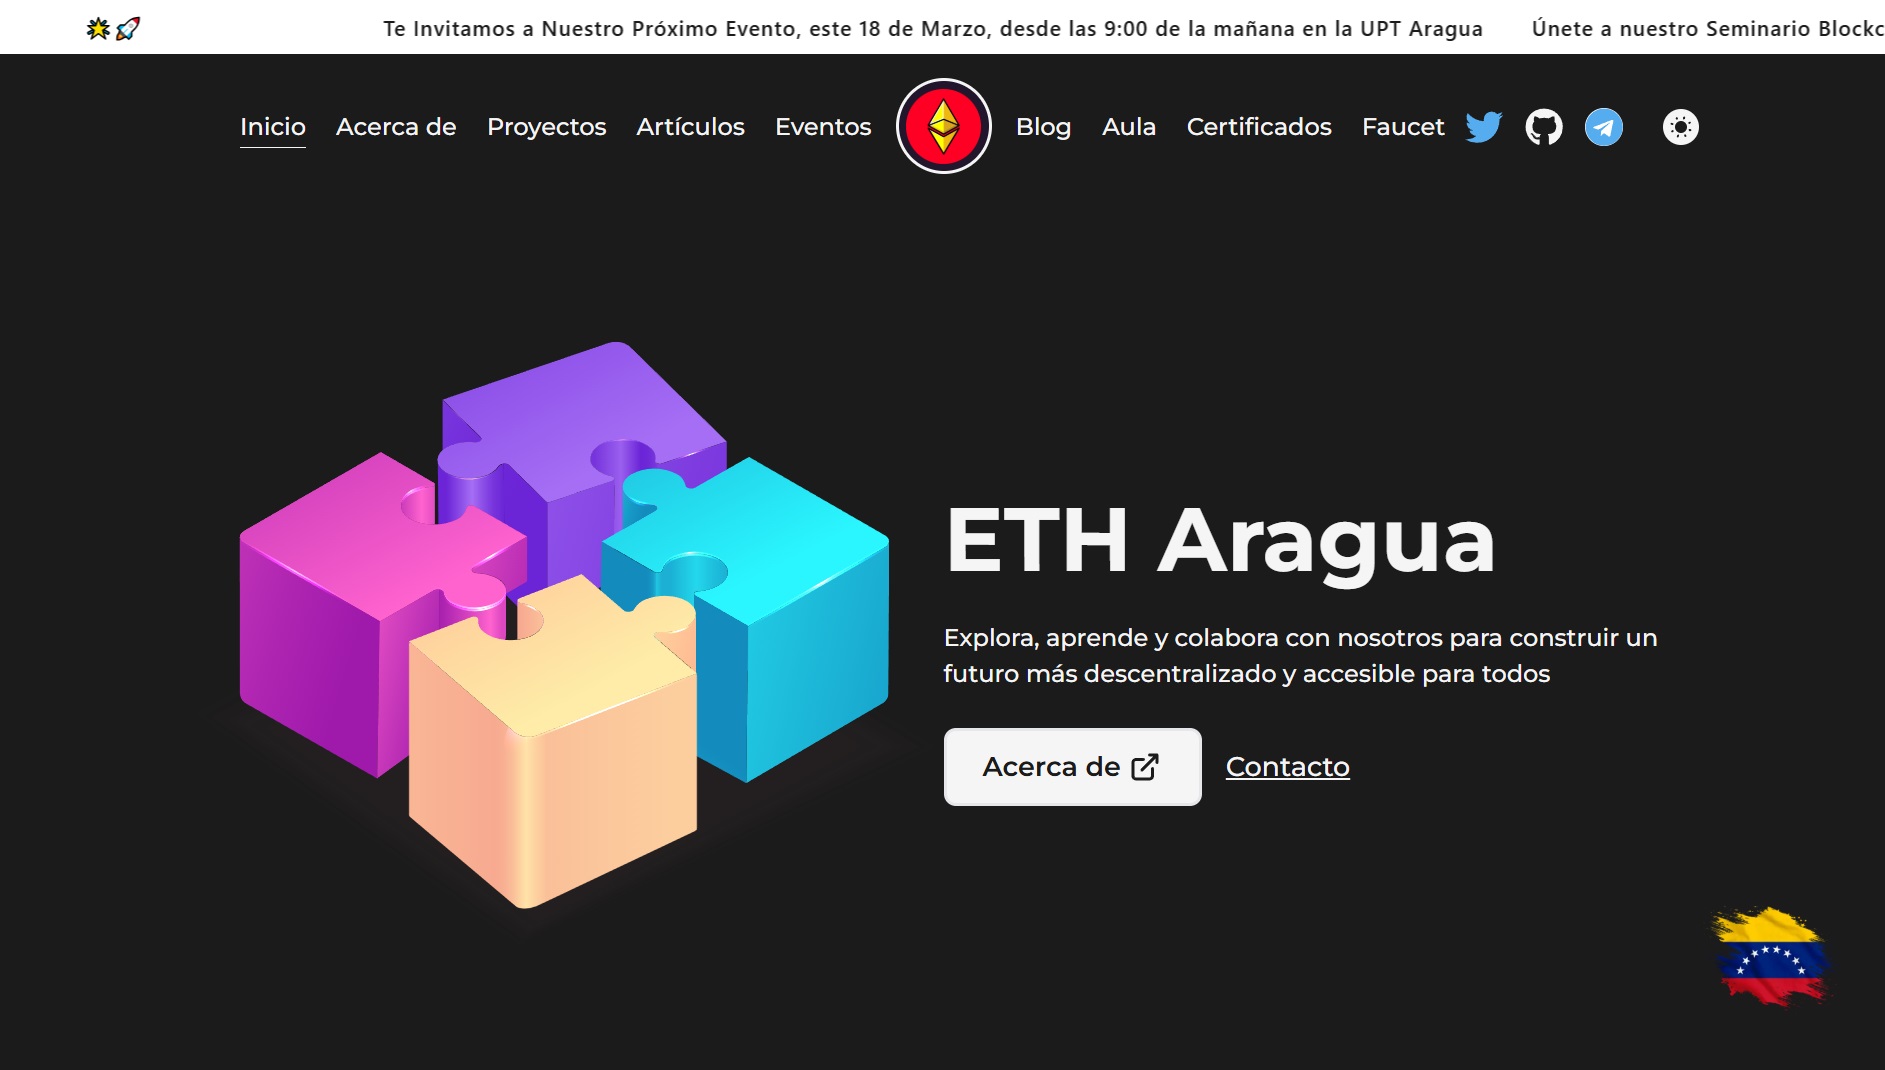 🌟🚀 Te Invitamos a Nuestro Próximo Evento, este 18 de Marzo, desde las 9:00 de la mañana en la UPT Aragua Únete a nuestro Seminario
Inicio Acerca de Proyectos Artículos Eventos Blog Aula Certificados Faucet
ETH Aragua
Explora, aprende y colabora con nosotros para construir un
futuro más descentralizado y accesible para todos
Acerca de Contacto